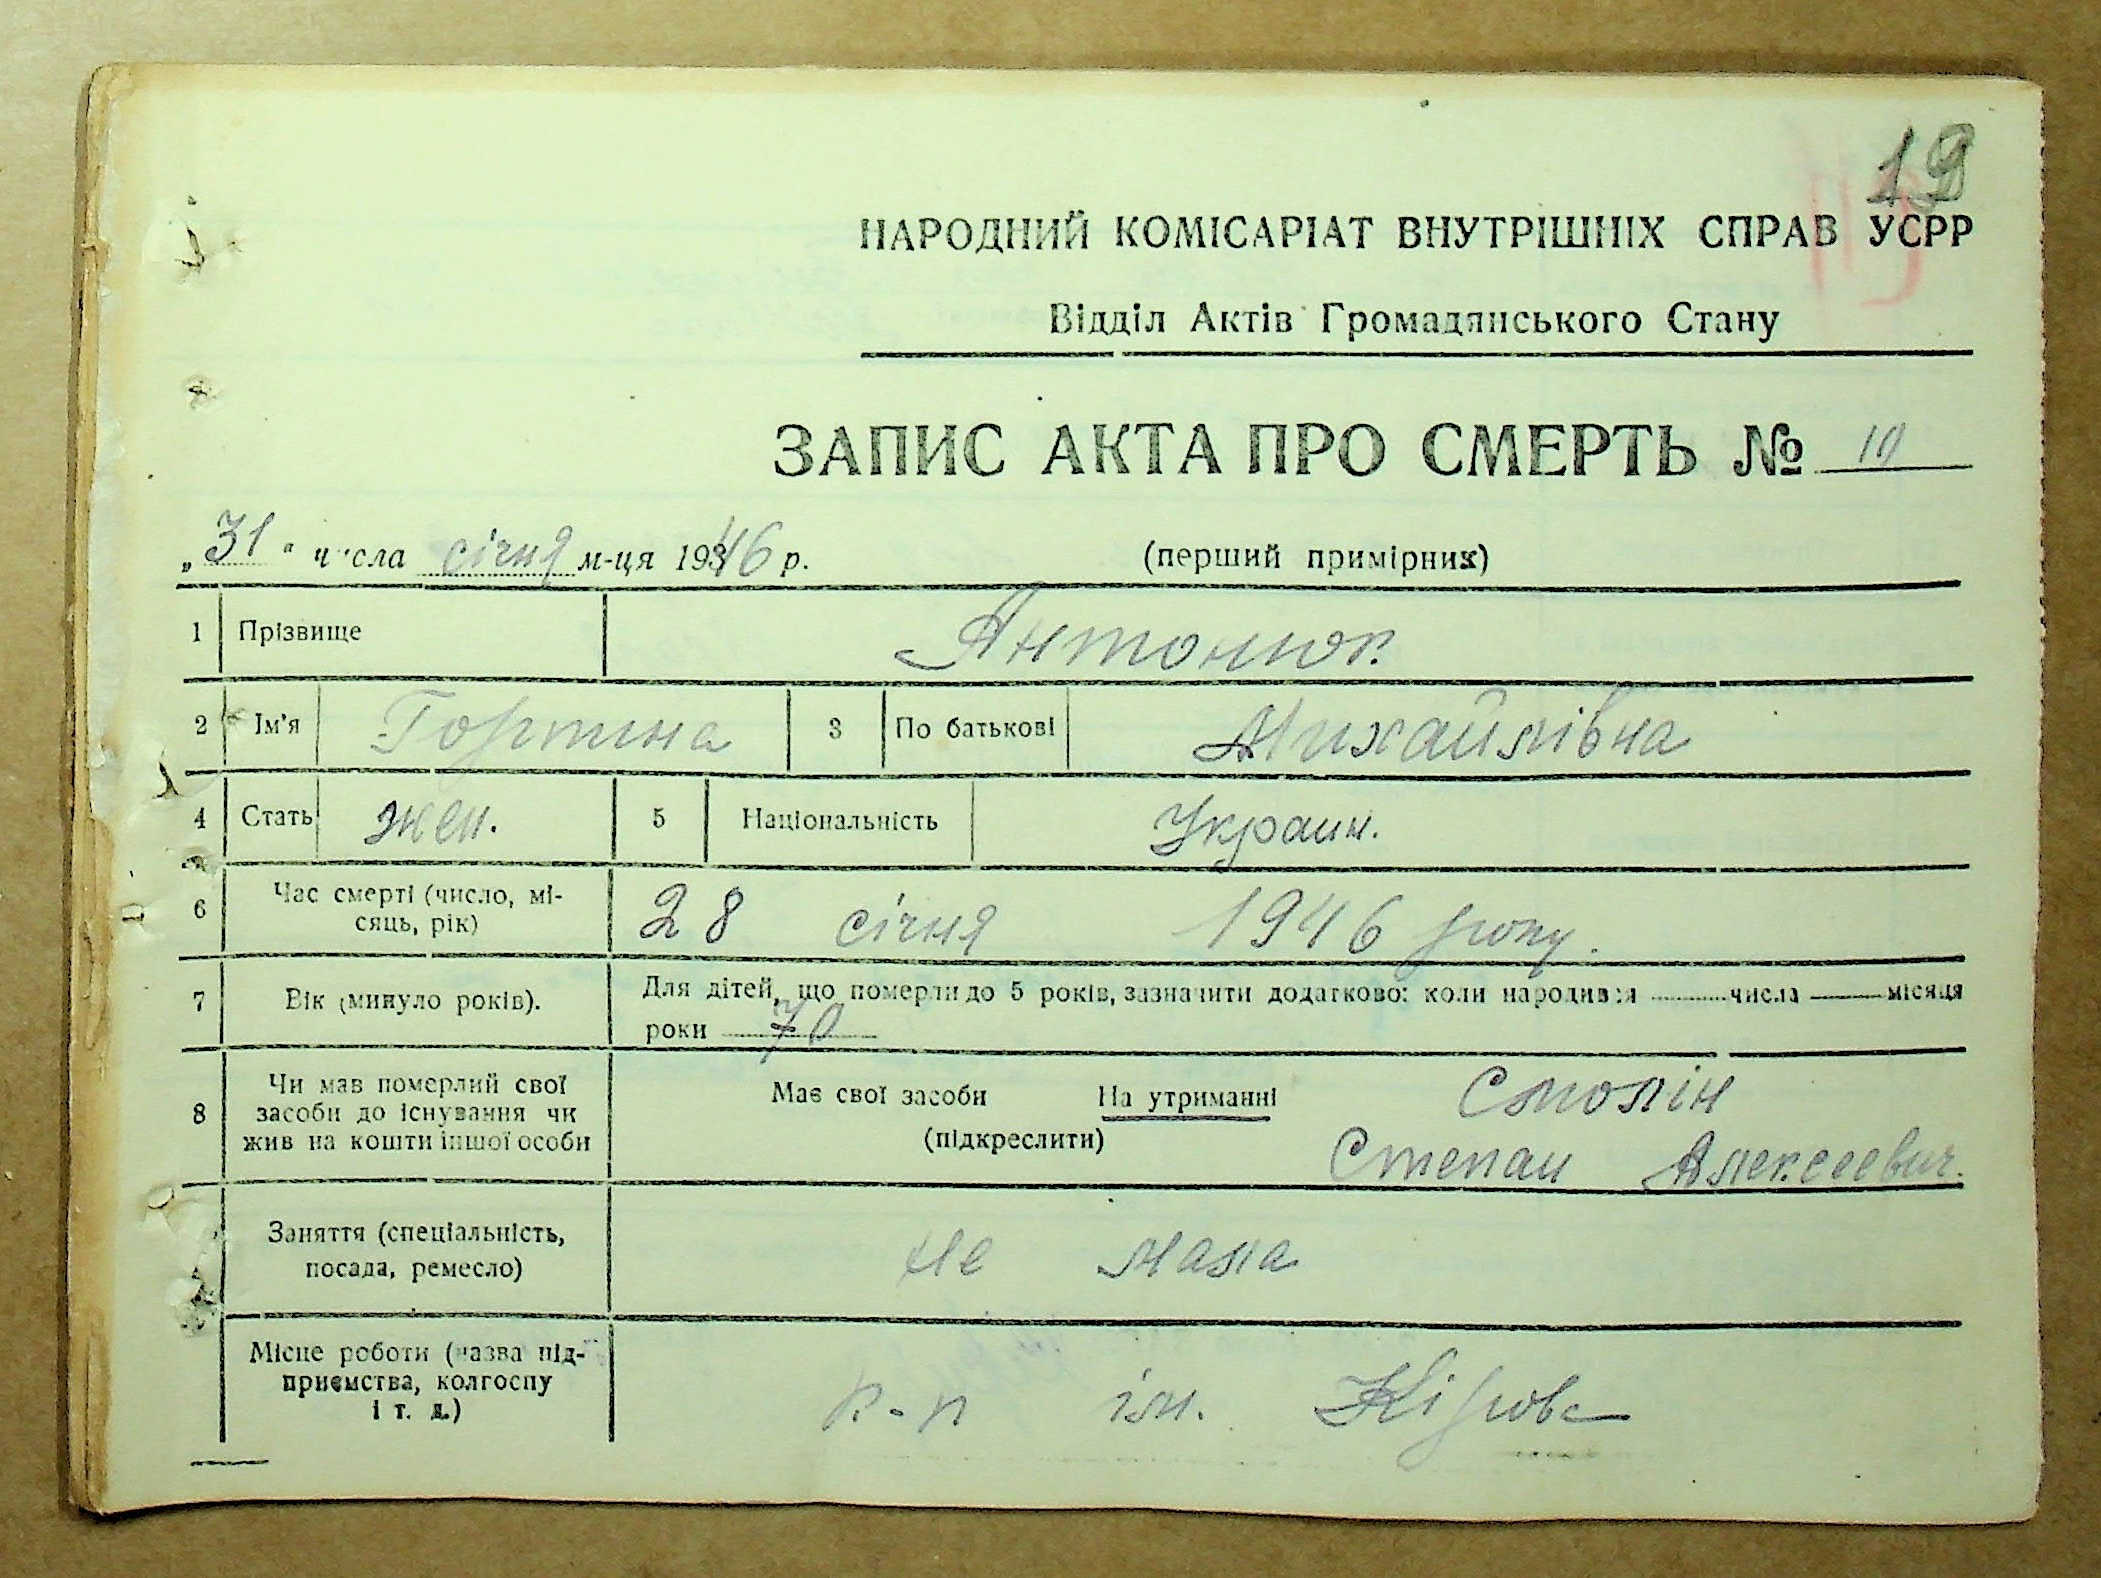 19
НАРОДНИЙ КОМІСАРІАТ ВНУТРІШНІХ СПРАВ УСРР
Відділ Актів Громадянського Стану
ЗАПИС АКТА ПРО СМЕРТЬ № 10
„31“ числа січня м-ця 1946 р. (перший примірник)
1 Прізвище Антонюк
2 Ім'я Гортина 3 По батькові Михайлівна
4 Стать жен. 5 Національність Украин.
6 Час смерті (число, мі-
сяць, рік) 28 січня 1946 року.
7 Вік (минуло років). Для дітей, що померли до 5 років, зазначити додатково: коли народився числа місяця
роки 70
8 Чи мав померлий свої
засоби до існування чи
жив на кошти іншої особи
Має свої засоби На утриманні
(підкреслити)
Смолін
Степан Алексеевич.
Заняття (спеціальність,
посада, ремесло) не мала
Місце роботи (назва під-
приємства, колгоспу
і т. д.)
к-п ім. Кірова